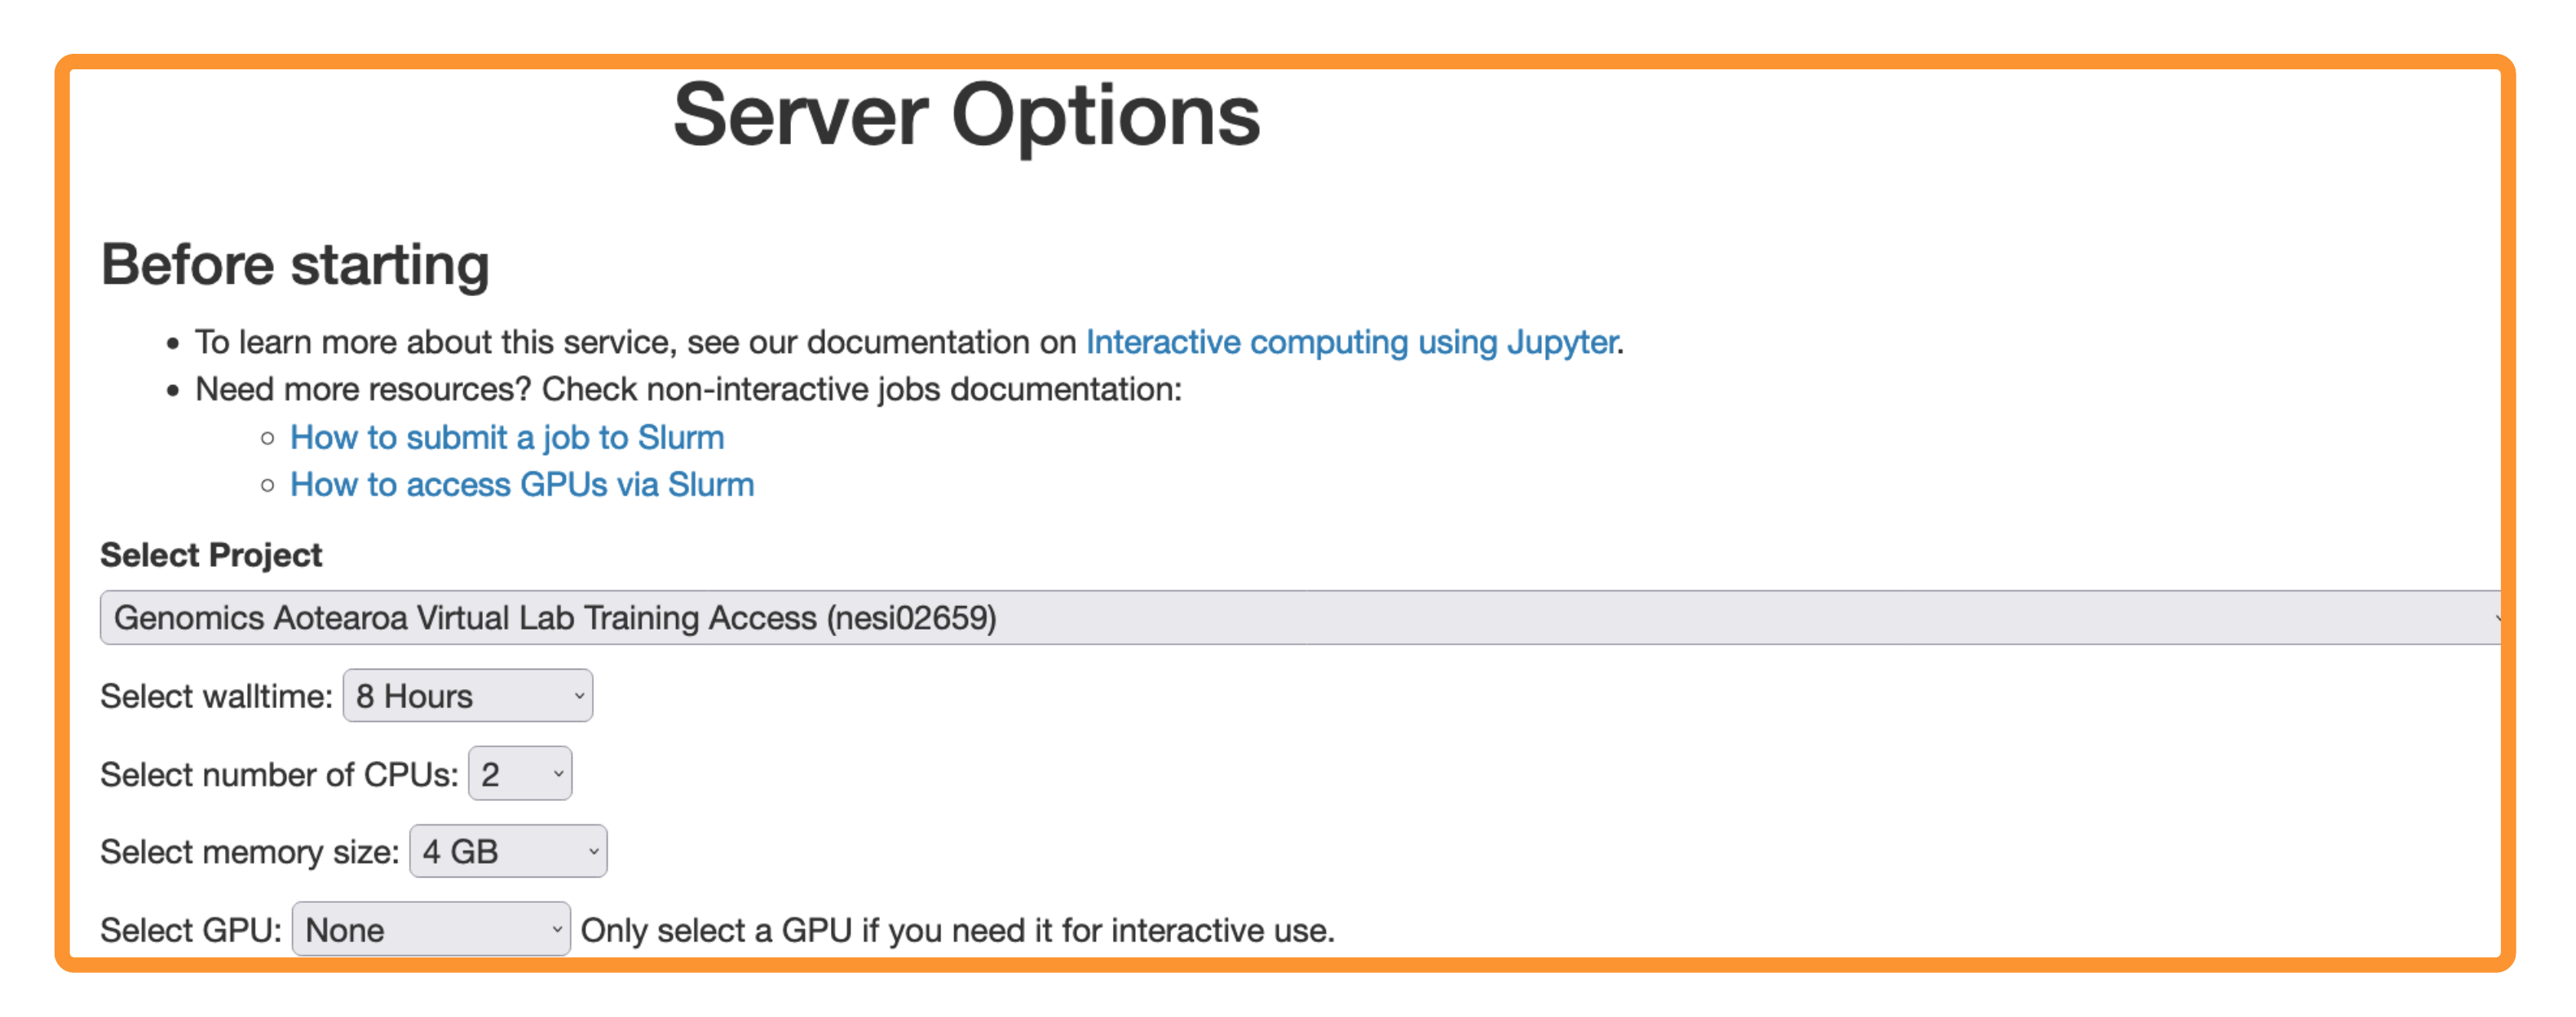 Server Options
Before starting
• To learn more about this service, see our documentation on Interactive computing using Jupyter.
• Need more resources? Check non-interactive jobs documentation:
◦ How to submit a job to Slurm
◦ How to access GPUs via Slurm
Select Project
Genomics Aotearoa Virtual Lab Training Access (nesi02659)
Select walltime: 8 Hours
Select number of CPUs: 2
Select memory size: 4 GB
Select GPU: None Only select a GPU if you need it for interactive use.